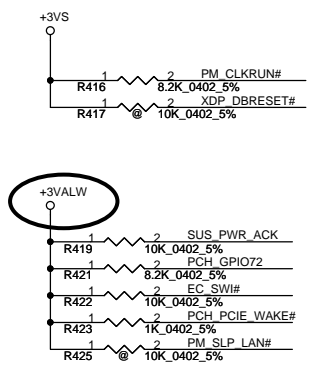 +3VS
1 2 PM_CLKRUN#
R416 8.2K_0402_5%
1 2 XDP_DBRESET#
R417 @ 10K_0402_5%
+3VALW
1 2 SUS_PWR_ACK
R419 10K_0402_5%
1 2 PCH_GPIO72
R421 8.2K_0402_5%
1 2 EC_SWI#
R422 10K_0402_5%
1 2 PCH_PCIE_WAKE#
R423 1K_0402_5%
1 2 PM_SLP_LAN#
R425 @ 10K_0402_5%